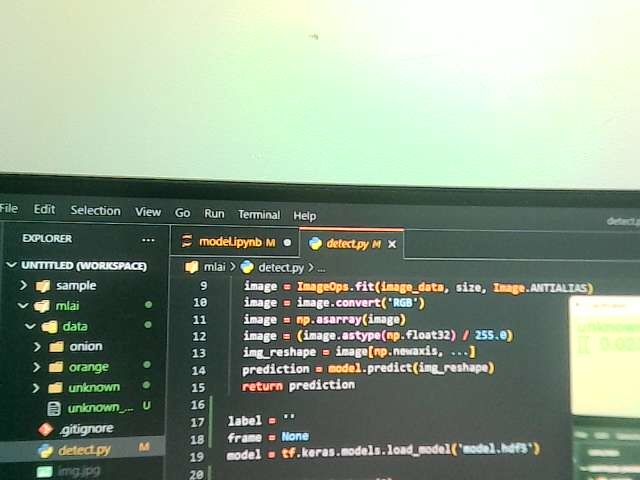 File Edit Selection View Go Run Terminal Help
detect.p
EXPLORER ...
UNTITLED (WORKSPACE)
sample
mlai
data
onion
orange
unknown
unknown_... U
.gitignore
detect.py M
img.jpg
model.ipynb M
detect.py M ×
mlai > detect.py > ...
9 image = ImageOps.fit(image_data, size, Image.ANTIALIAS)
10 image = image.convert('RGB')
11 image = np.asarray(image)
12 image = (image.astype(np.float32) / 255.0)
13 img_reshape = image[np.newaxis, ...]
14 prediction = model.predict(img_reshape)
15 return prediction
16
17 label = ''
18 frame = None
19 model = tf.keras.models.load_model('model.hdf5')
20